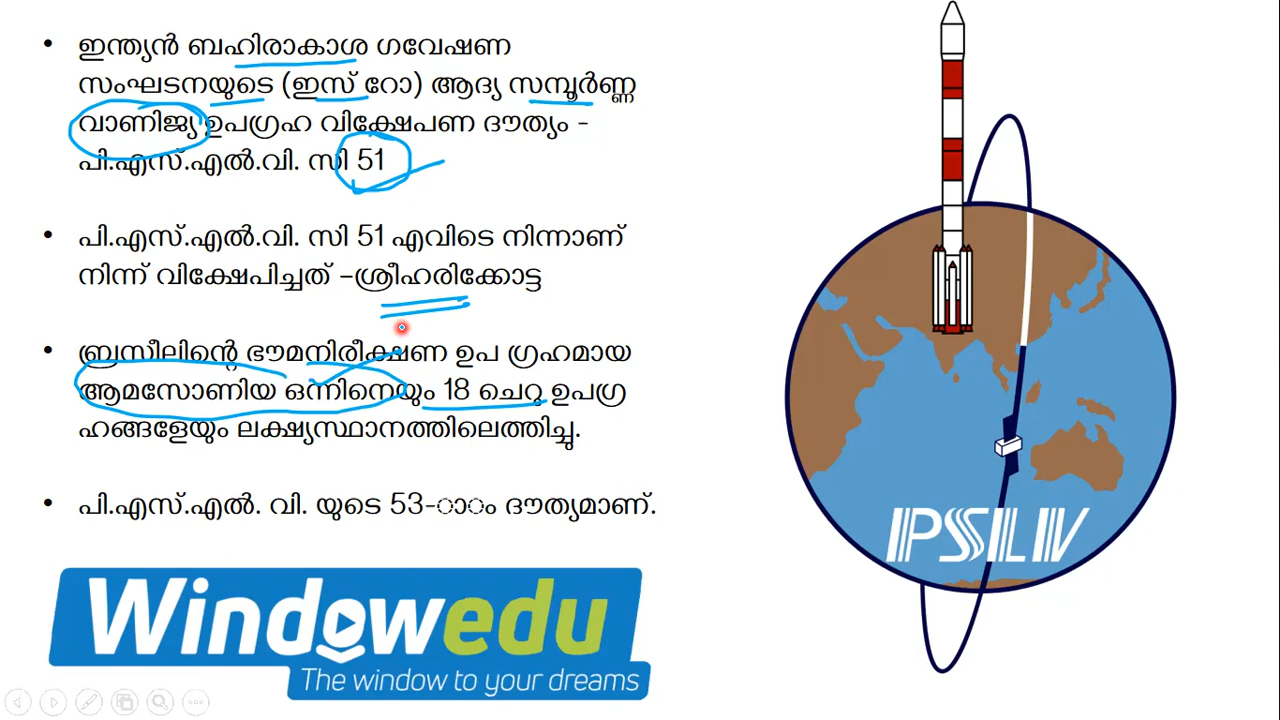 ഇന്ത്യൻ ബഹിരാകാശ ഗവേഷണ
സംഘടനയുടെ (ഇസ് റോ) ആദ്യ സമ്പൂർണ്ണ
വാണിജ്യ ഉപഗ്രഹ വിക്ഷേപണ ദൗത്യം -
പി.എസ്.എൽ.വി. സി 51
പി.എസ്.എൽ.വി. സി 51 എവിടെ നിന്നാണ്
നിന്ന് വിക്ഷേപിച്ചത് -ശ്രീഹരിക്കോട്ട
ബ്രസീലിന്റെ ഭൗമനിരീക്ഷണ ഉപ ഗ്രഹമായ
ആമസോണിയ ഒന്നിനെയും 18 ചെറു ഉപഗ്ര
ഹങ്ങളേയും ലക്ഷ്യസ്ഥാനത്തിലെത്തിച്ചു.
പി.എസ്.എൽ. വി. യുടെ 53-ാാം ദൗത്യമാണ്.
Windowedu
The window to your dreams
PSLV